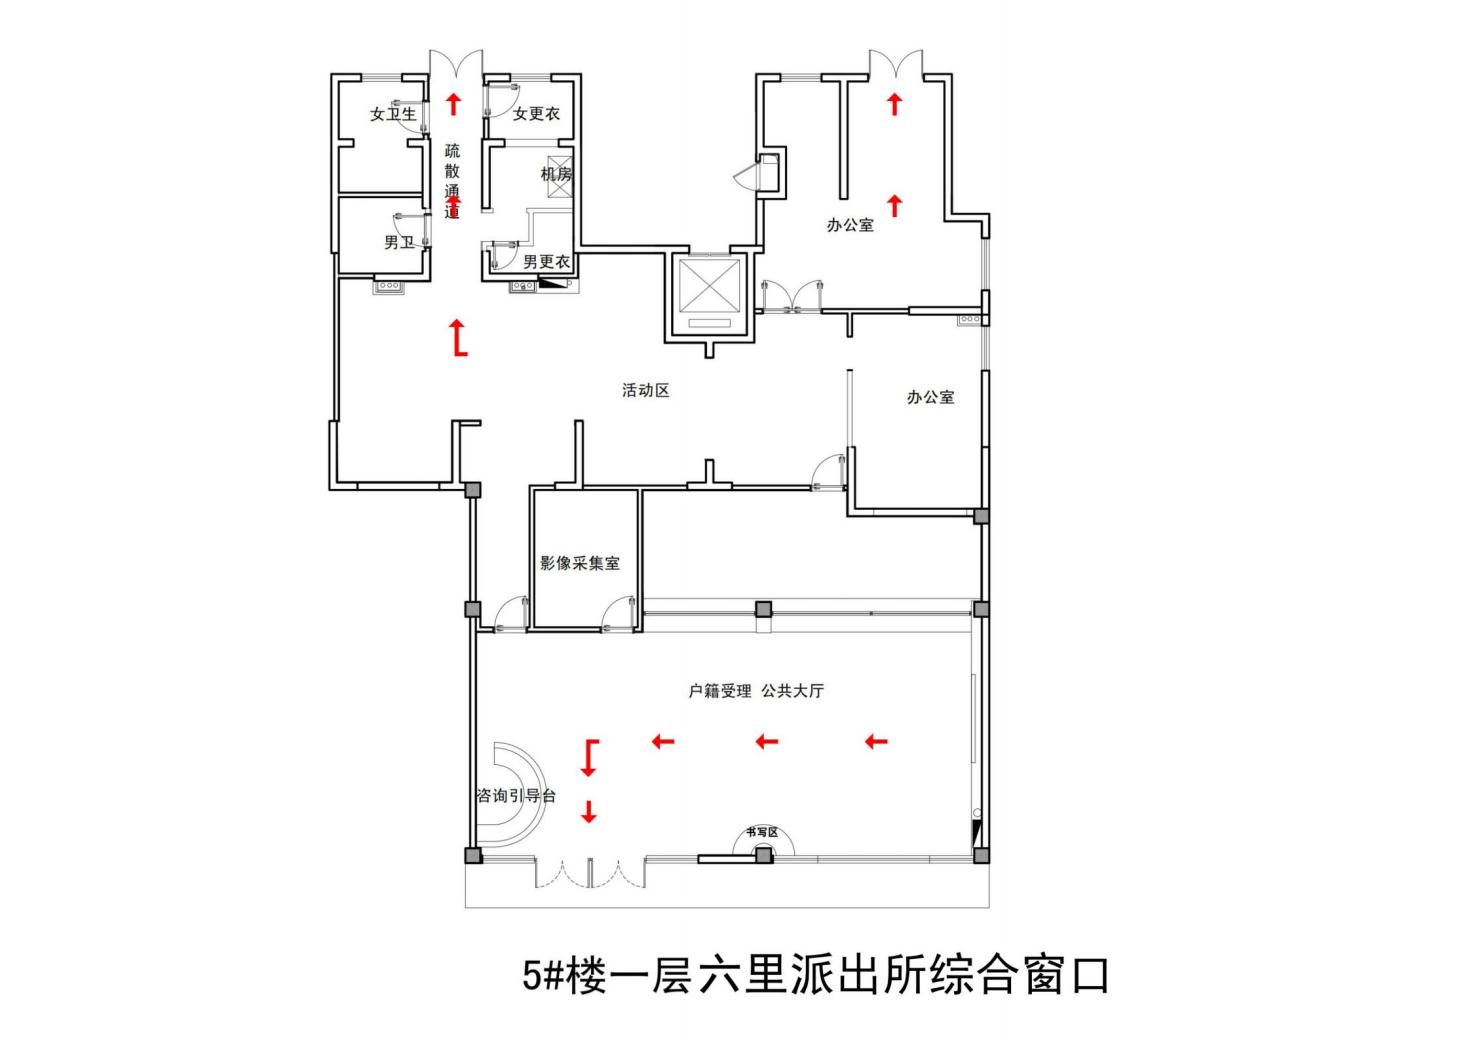 女卫生
女更衣
疏散通道
机房
办公室
男卫
男更衣
活动区
办公室
影像采集室
户籍受理 公共大厅
咨询引导台
书写区
5#楼一层六里派出所综合窗口